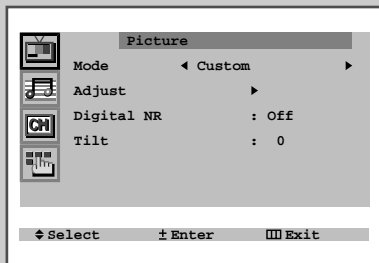 Picture
Mode ◀ Custom ▶
Adjust ▶
Digital NR : Off
CH
Tilt : 0
Select ± Enter Exit